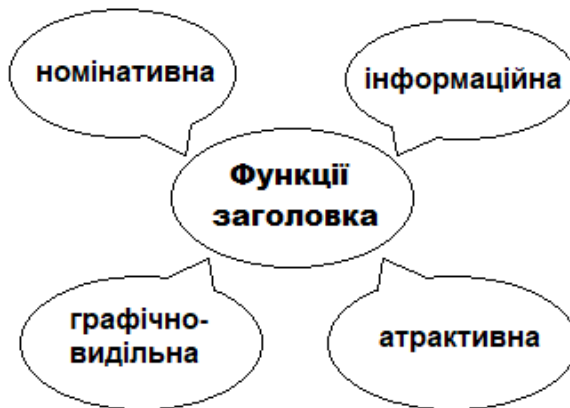 номінативна
інформаційна
Функції
заголовка
графічно-
видільна
атрактивна